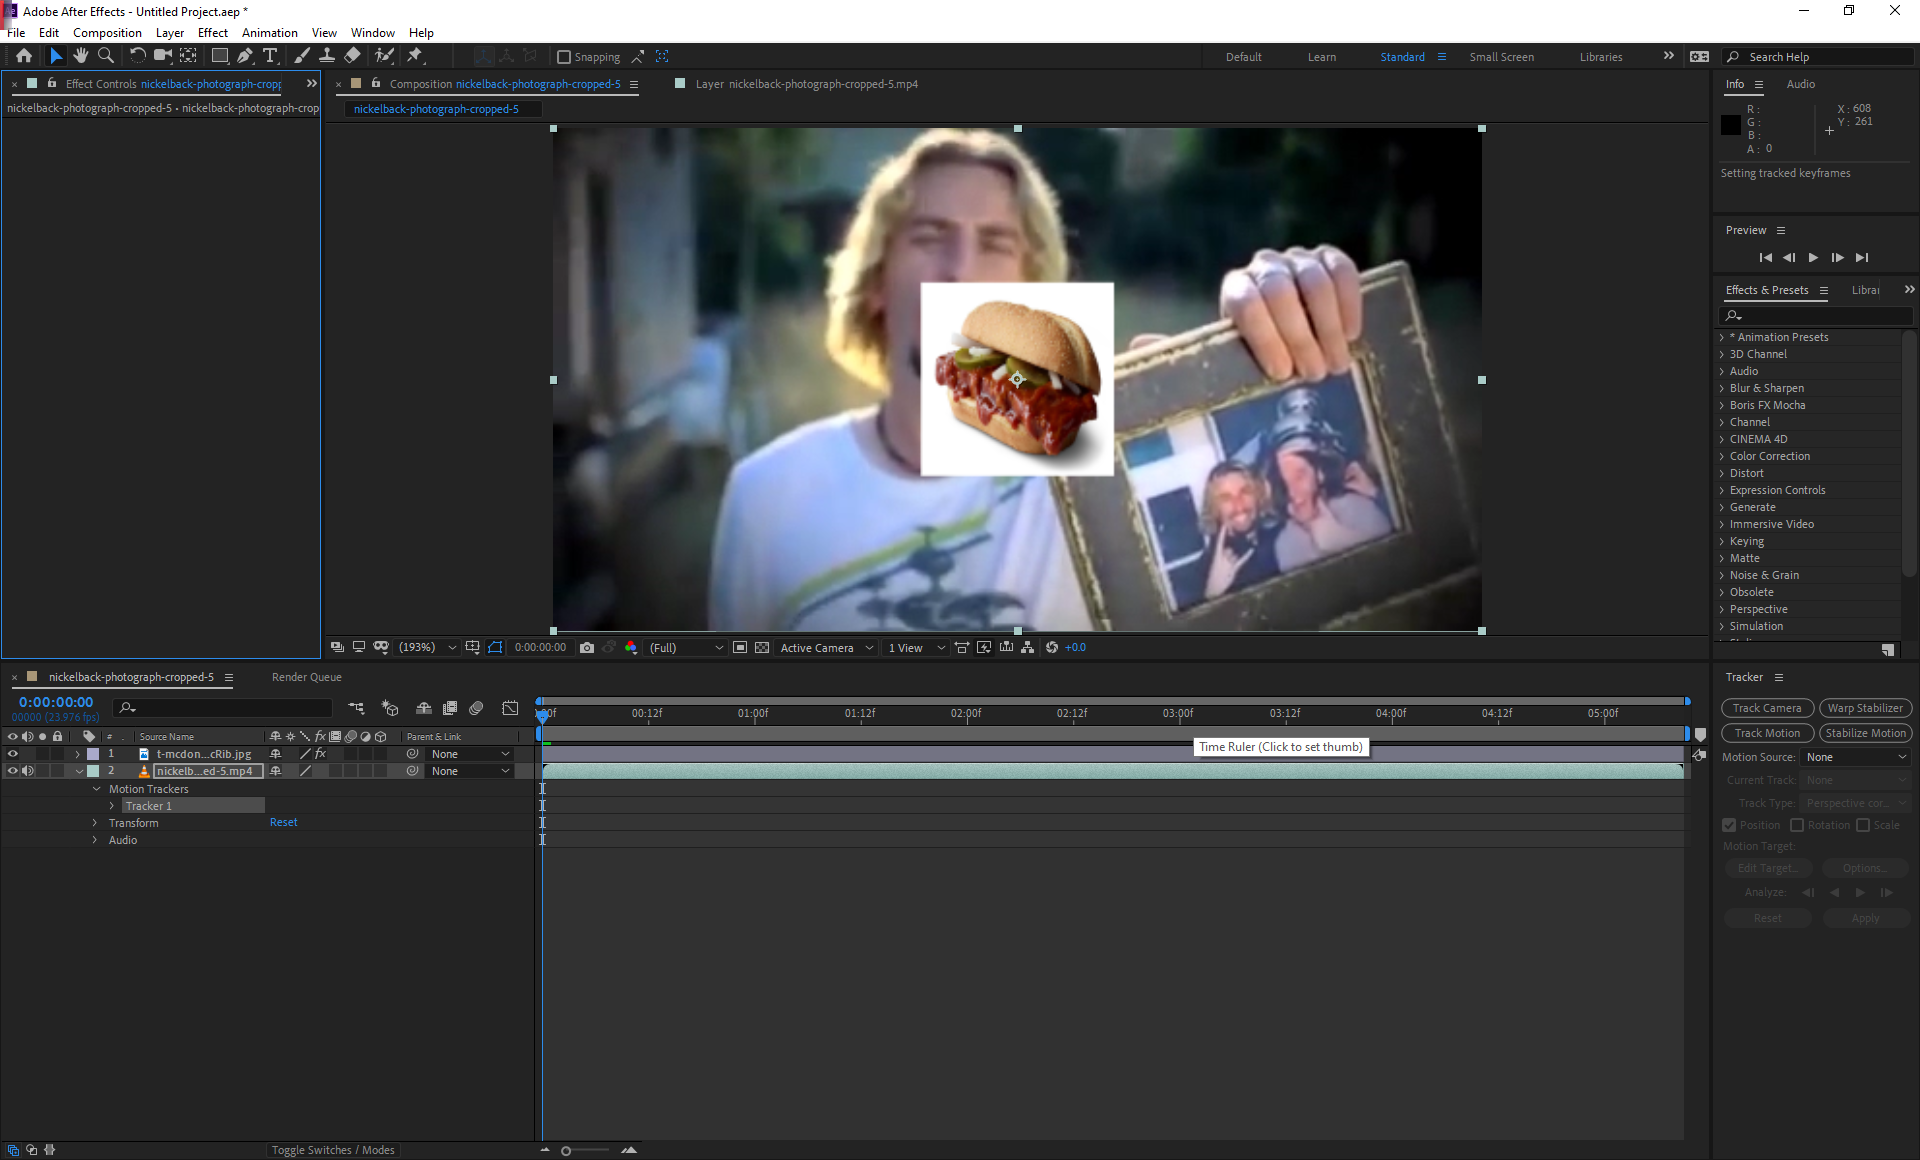 Adobe After Effects - Untitled Project.aep *
File Edit Composition Layer Effect Animation View Window Help
Snapping Default Learn Standard Small Screen Libraries Search Help
Effect Controls nickelback-photograph-cropp
nickelback-photograph-cropped-5 • nickelback-photograph-crop
Composition nickelback-photograph-cropped-5
Layer nickelback-photograph-cropped-5.mp4
nickelback-photograph-cropped-5
Info Audio
R :
G :
B :
A : 0
X : 608
Y : 261
Setting tracked keyframes
Preview
Effects & Presets Librar
* Animation Presets
3D Channel
Audio
Blur & Sharpen
Boris FX Mocha
Channel
CINEMA 4D
Color Correction
Distort
Expression Controls
Generate
Immersive Video
Keying
Matte
Noise & Grain
Obsolete
Perspective
Simulation
(193%) 0:00:00:00 (Full) Active Camera 1 View +0.0
nickelback-photograph-cropped-5 Render Queue
0:00:00:00
00000 (23.976 fps)
00f 00:12f 01:00f 01:12f 02:00f 02:12f 03:00f 03:12f 04:00f 04:12f 05:00f
# . Source Name fx Parent & Link
1 t-mcdon...cRib.jpg fx None
2 nickelb...ed-5.mp4 None
Time Ruler (Click to set thumb)
Motion Trackers
Tracker 1
Transform Reset
Audio
Toggle Switches / Modes
Tracker
Track Camera Warp Stabilizer
Track Motion Stabilize Motion
Motion Source: None
Current Track: None
Track Type: Perspective cor...
Position Rotation Scale
Motion Target:
Edit Target... Options...
Analyze:
Reset Apply